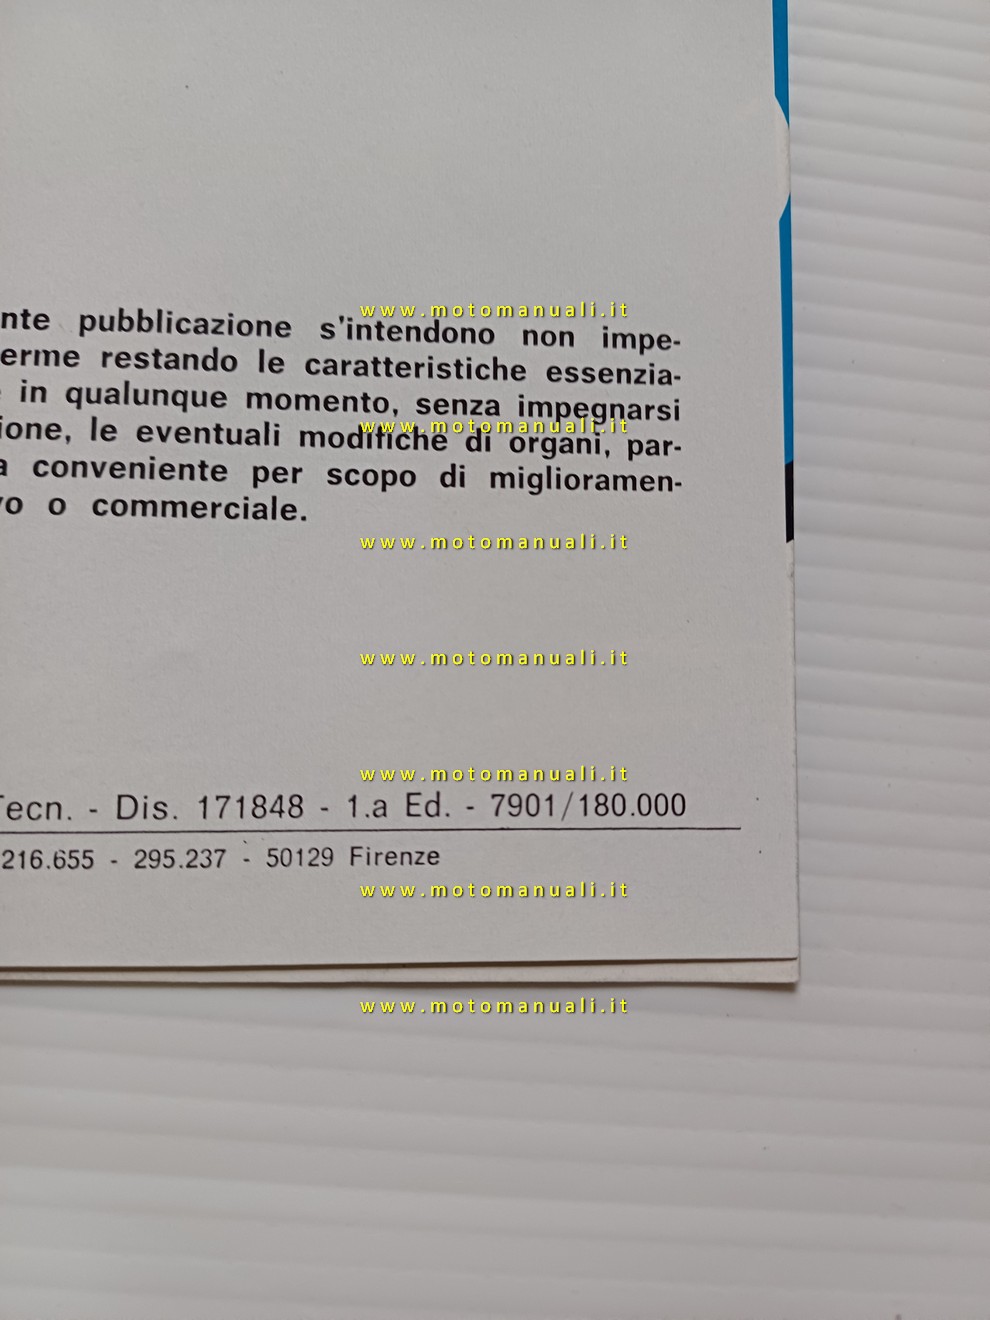 www.motomanuali.it
nte pubblicazione s'intendono non impe-
erme restando le caratteristiche essenzia-
in qualunque momento, senza impegnarsi
www.motomanuali.it
ione, le eventuali modifiche di organi, par-
a conveniente per scopo di miglioramen-
vo o commerciale.
www.motomanuali.it
www.motomanuali.it
www.motomanuali.it
Tecn. - Dis. 171848 - 1.a Ed. - 7901/180.000
216.655 - 295.237 - 50129 Firenze
www.motomanuali.it
www.motomanuali.it